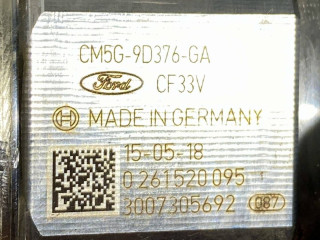 CM5G-9D376-GA
Ford CF33V
MADE IN GERMANY
15-05-18
0 261 520 095
3007305692 087